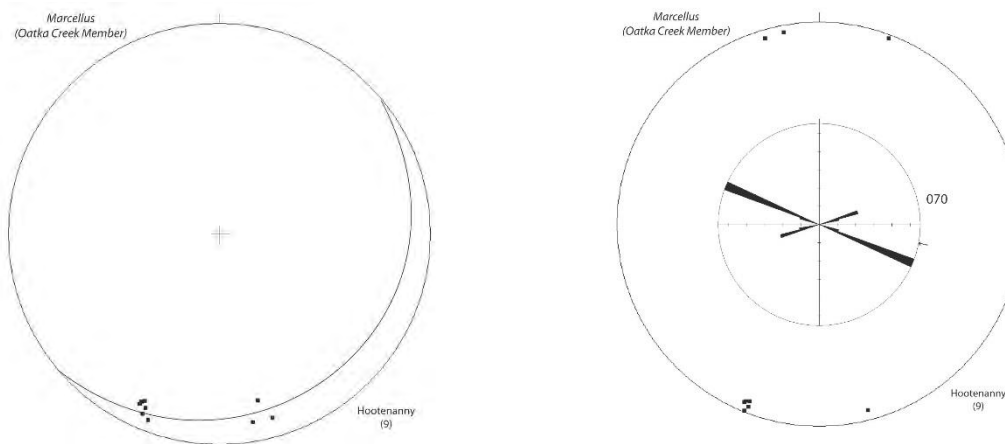 Marcellus
(Oatka Creek Member)
Hootenanny
(9)
Marcellus
(Oatka Creek Member)
070
Hootenanny
(9)